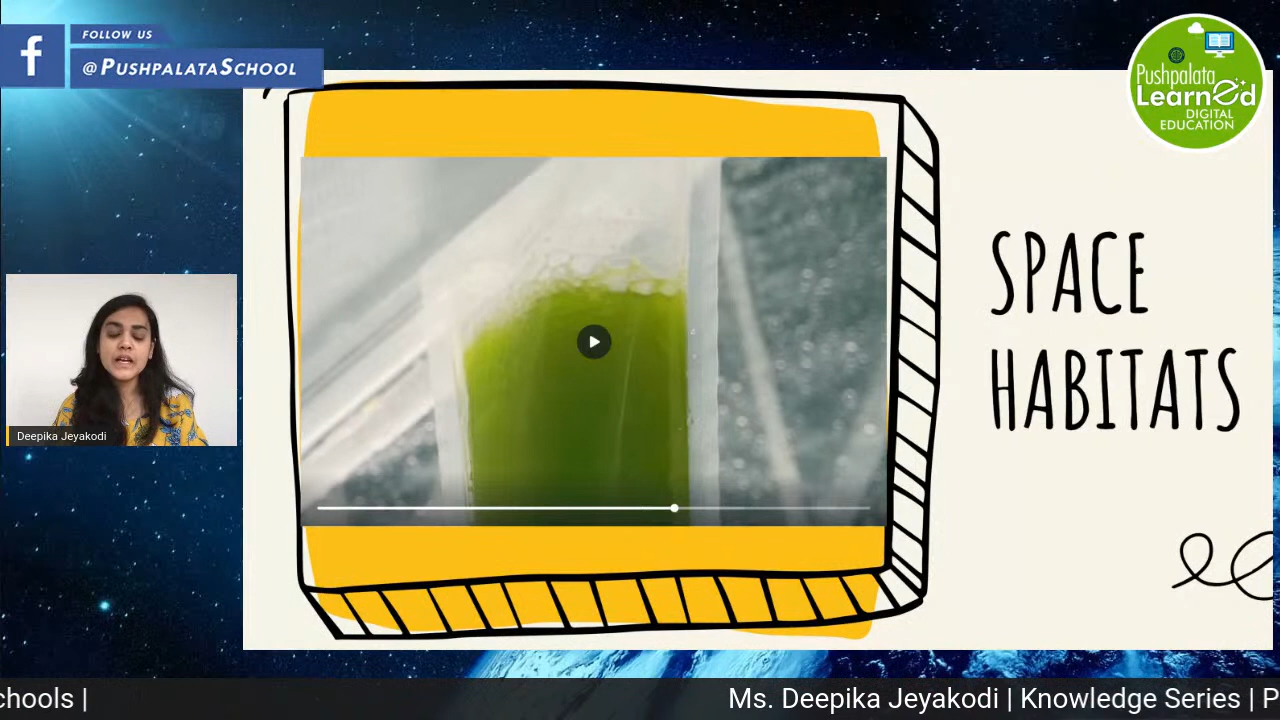 FOLLOW US
@PUSHPALATASCHOOL
Pushpalata
Learned
DIGITAL
EDUCATION
SPACE
HABITATS
Deepika Jeyakodi
chools | Ms. Deepika Jeyakodi | Knowledge Series | P